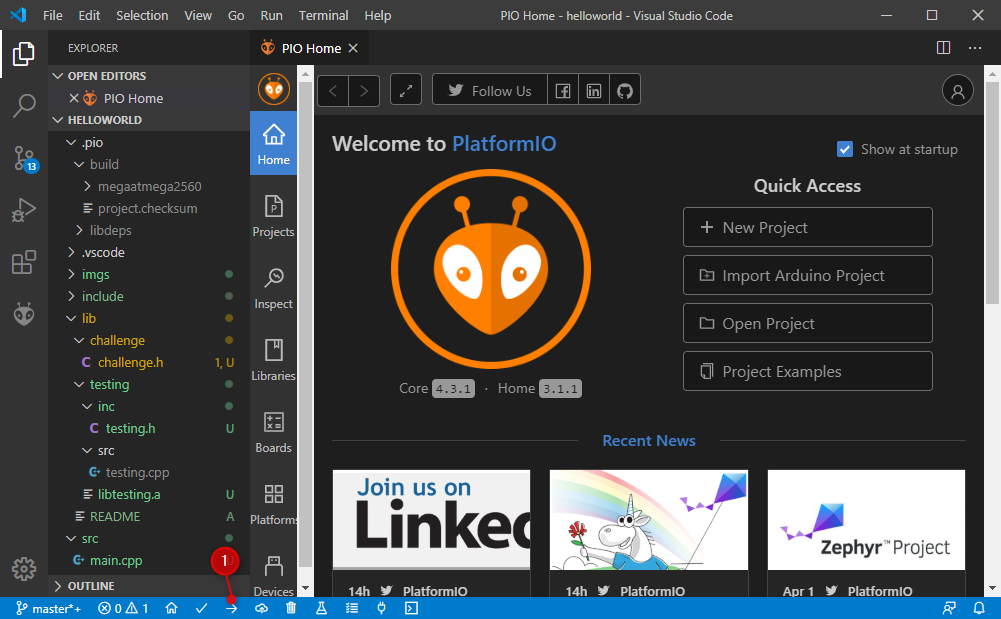 File Edit Selection View Go Run Terminal Help PIO Home - helloworld - Visual Studio Code
EXPLORER
PIO Home
OPEN EDITORS
PIO Home
HELLOWORLD
.pio
build
megaatmega2560
project.checksum
libdeps
.vscode
imgs
include
lib
challenge
challenge.h 1, U
testing
inc
testing.h U
src
testing.cpp
libtesting.a U
README A
src
main.cpp
OUTLINE
13
1
Home
Projects
Inspect
Libraries
Boards
Platforms
Devices
Follow Us
Welcome to PlatformIO
Show at startup
Core 4.3.1 · Home 3.1.1
Quick Access
New Project
Import Arduino Project
Open Project
Project Examples
Recent News
Join us on
Linked
Zephyr™ Project
14h PlatformIO
14h PlatformIO
Apr 1 PlatformIO
master*+ 0 1